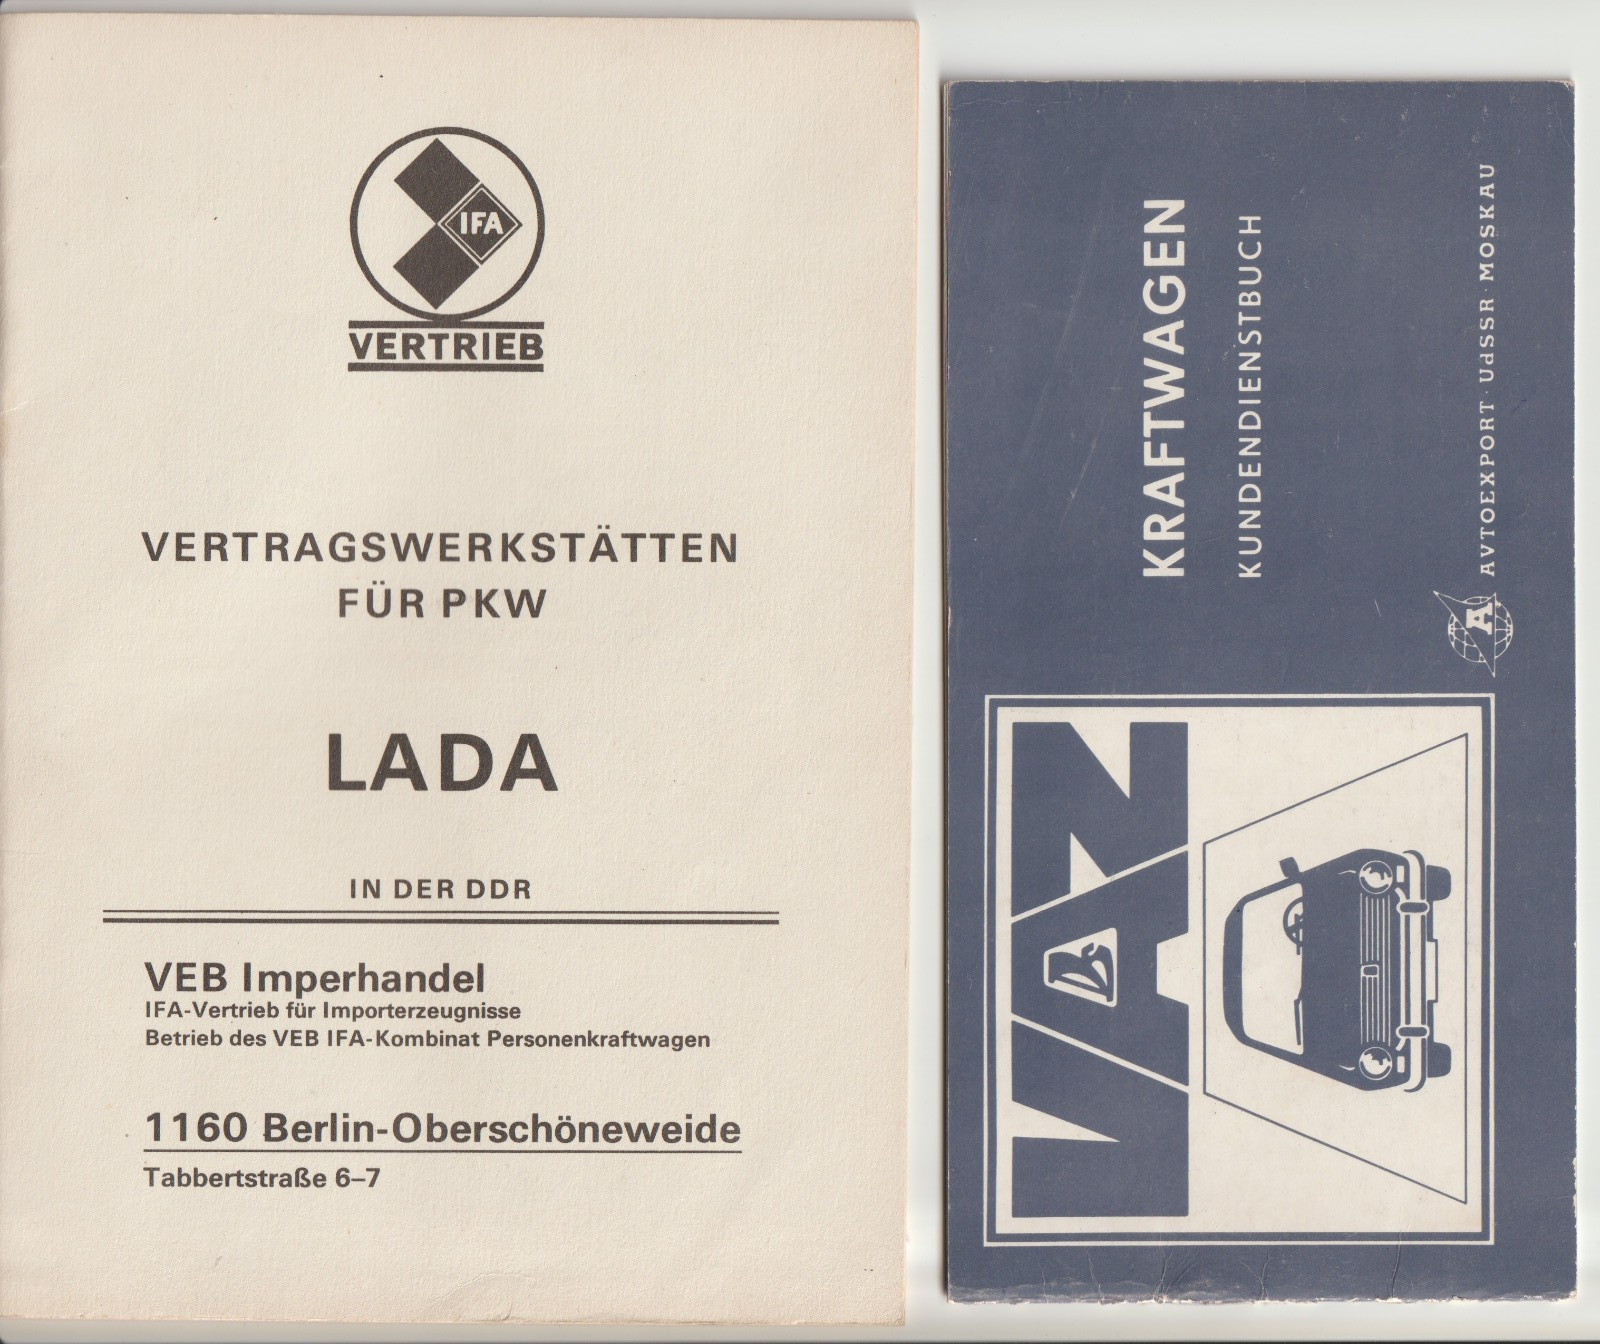 IFA
VERTRIEB
VERTRAGSWERKSTÄTTEN
FÜR PKW
LADA
IN DER DDR
VEB Imperhandel
IFA-Vertrieb für Importerzeugnisse
Betrieb des VEB IFA-Kombinat Personenkraftwagen
1160 Berlin-Oberschöneweide
Tabbertstraße 6–7
VAZ
KRAFTWAGEN
KUNDENDIENSTBUCH
A
AVTOEXPORT · UdSSR · MOSKAU